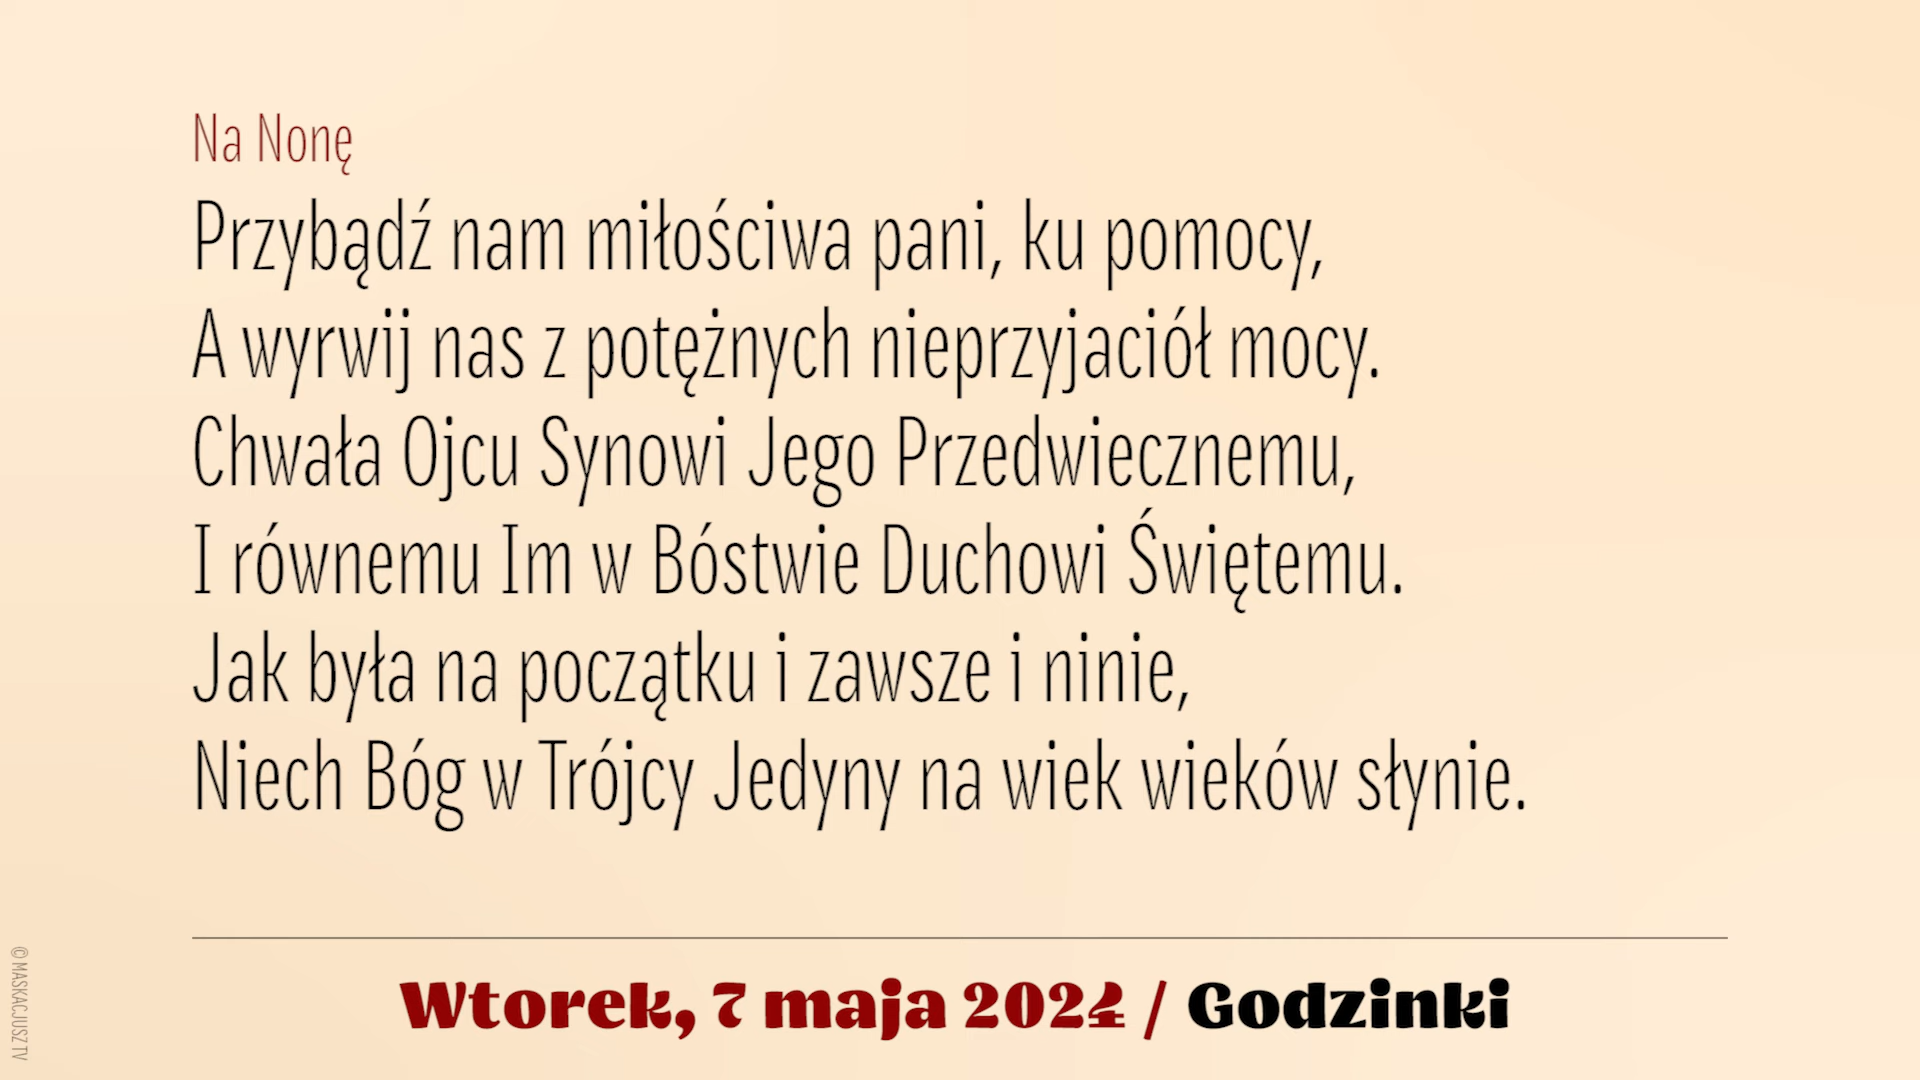 Na Nonę
Przybądź nam miłościwa pani, ku pomocy,
A wyrwij nas z potężnych nieprzyjaciół mocy.
Chwała Ojcu Synowi Jego Przedwiecznemu,
I równemu Im w Bóstwie Duchowi Świętemu.
Jak była na początku i zawsze i ninie,
Niech Bóg w Trójcy Jedyny na wiek wieków słynie.
Wtorek, 7 maja 2024 / Godzinki
© MASKACJUSZ TV